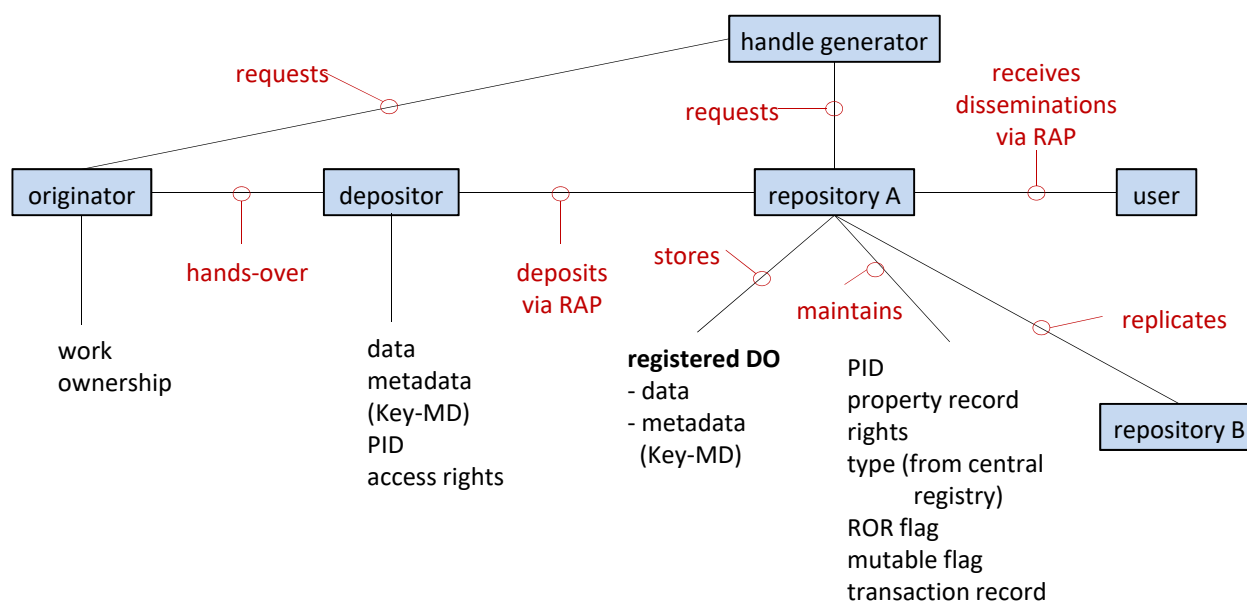 handle generator
requests
requests
receives
disseminations
via RAP
originator
depositor
repository A
user
hands-over
deposits
via RAP
stores
maintains
replicates
work
ownership
data
metadata
(Key-MD)
PID
access rights
registered DO
- data
- metadata
(Key-MD)
PID
property record
rights
type (from central
registry)
ROR flag
mutable flag
transaction record
repository B